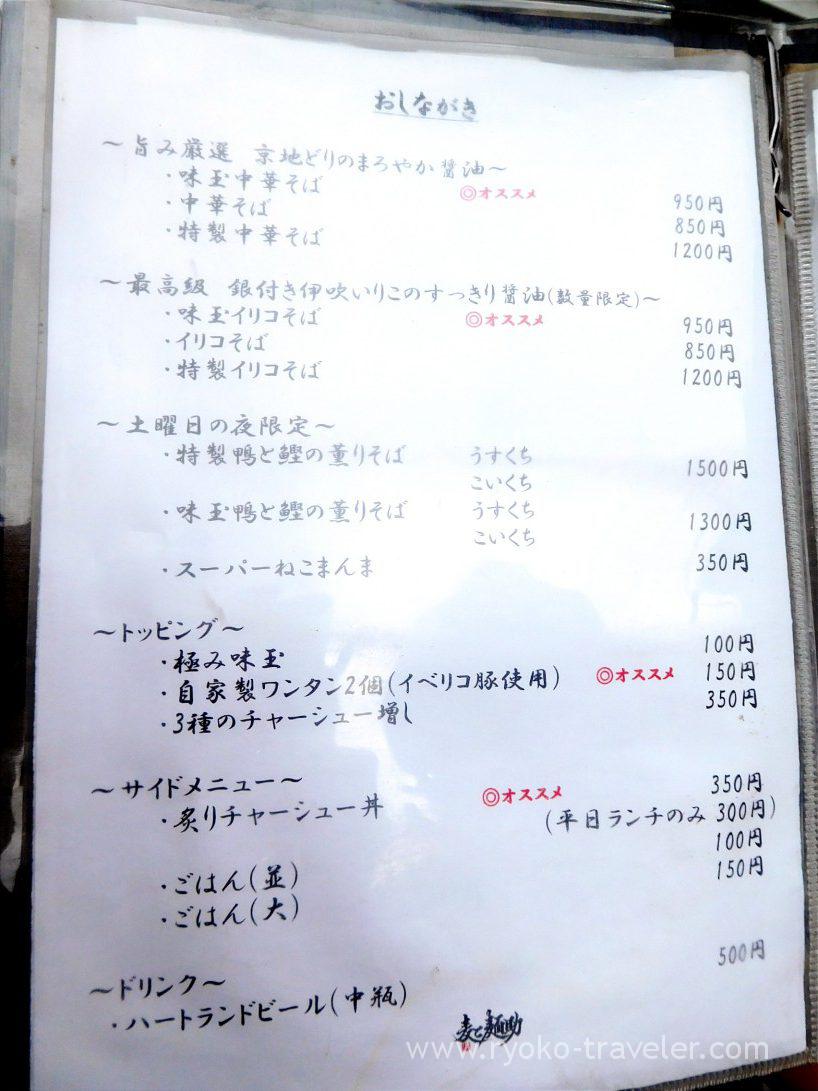 おしながき
～旨み厳選 京地どりのまろやか醤油～
・味玉中華そば ◎オススメ 950円
・中華そば 850円
・特製中華そば 1200円
～最高級 銀付き伊吹いりこのすっきり醤油(数量限定)～
・味玉イリコそば ◎オススメ 950円
・イリコそば 850円
・特製イリコそば 1200円
～土曜日の夜限定～
・特製鴨と鰹の薫りそば うすくち 1500円
こいくち
・味玉鴨と鰹の薫りそば うすくち 1300円
こいくち
・スーパーねこまんま 350円
～トッピング～
・極み味玉 100円
・自家製ワンタン2個(イベリコ豚使用) ◎オススメ 150円
・3種のチャーシュー増し 350円
～サイドメニュー～
・炙りチャーシュー丼 ◎オススメ 350円
(平日ランチのみ 300円)
・ごはん(並) 100円
・ごはん(大) 150円
～ドリンク～
・ハートランドビール(中瓶) 500円
麦と麺助
www.ryoko-traveler.com